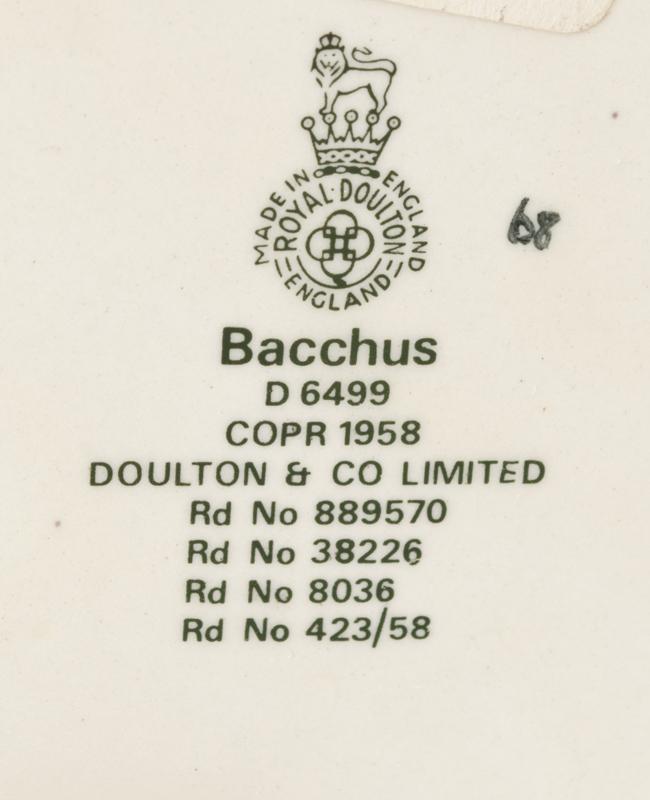 MADE IN ENGLAND
ROYAL·DOULTON
ENGLAND
68
Bacchus
D 6499
COPR 1958
DOULTON & CO LIMITED
Rd No 889570
Rd No 38226
Rd No 8036
Rd No 423/58